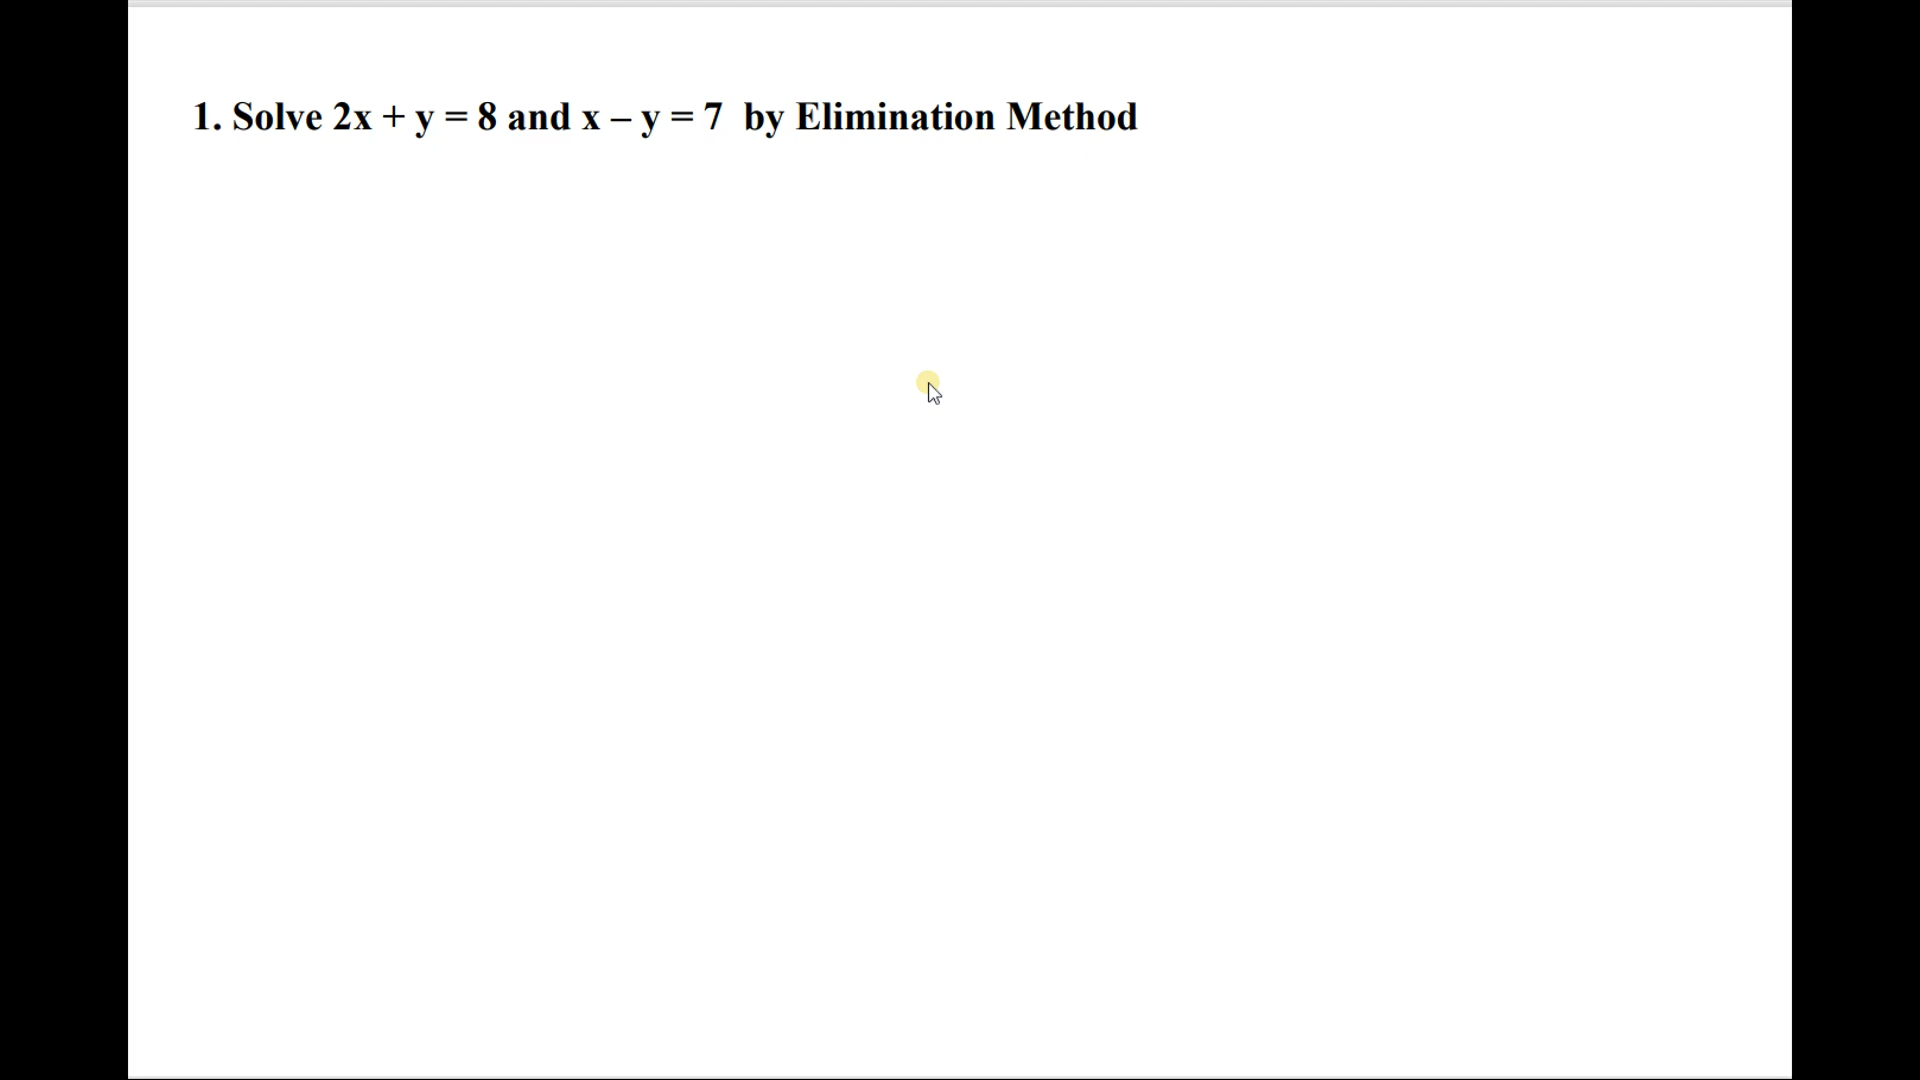 1. Solve 2x + y = 8 and x – y = 7 by Elimination Method